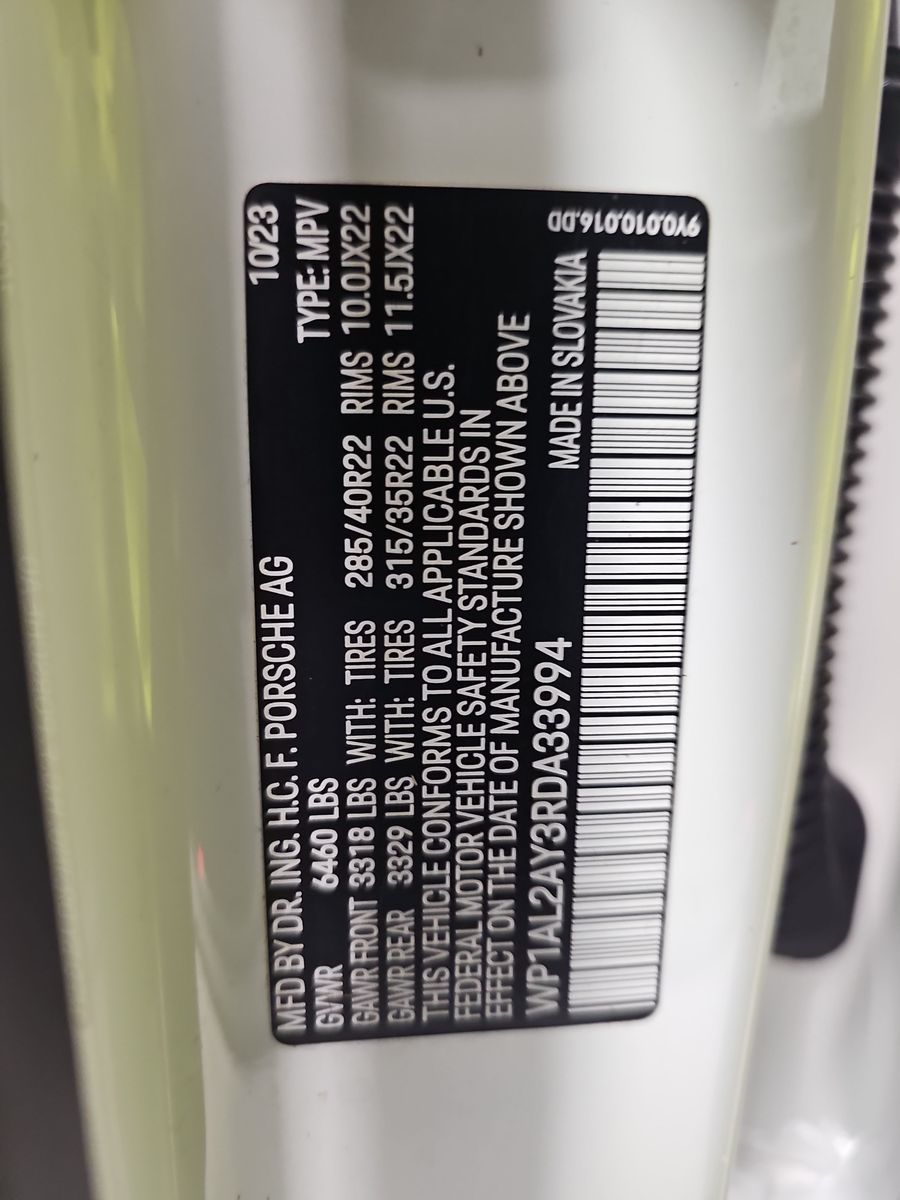 MFD BY DR. ING. H.C. F. PORSCHE AG 10/23
GVWR 6460 LBS TYPE: MPV
GAWR FRONT 3318 LBS WITH: TIRES 285/40R22 RIMS 10.0JX22
GAWR REAR 3329 LBS WITH: TIRES 315/35R22 RIMS 11.5JX22
THIS VEHICLE CONFORMS TO ALL APPLICABLE U.S.
FEDERAL MOTOR VEHICLE SAFETY STANDARDS IN
EFFECT ON THE DATE OF MANUFACTURE SHOWN ABOVE
WP1AL2AY3RDA33994 MADE IN SLOVAKIA
9Y0.010.016.DD